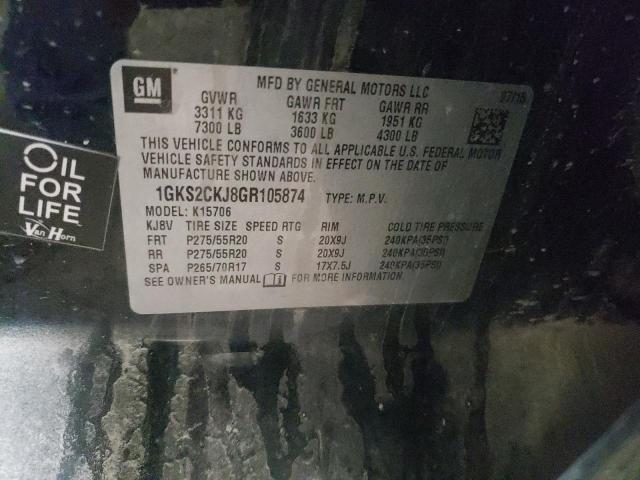 GM
MFD BY GENERAL MOTORS LLC
07/15
GVWR GAWR FRT GAWR RR
3311 KG 1633 KG 1951 KG
7300 LB 3600 LB 4300 LB
THIS VEHICLE CONFORMS TO ALL APPLICABLE U.S. FEDERAL MOTOR
VEHICLE SAFETY STANDARDS IN EFFECT ON THE DATE OF
MANUFACTURE SHOWN ABOVE.
1GKS2CKJ8GR105874 TYPE: M.P.V.
MODEL: K15706
KJ8V TIRE SIZE SPEED RTG RIM COLD TIRE PRESSURE
FRT P275/55R20 S 20X9J 240KPA(35PSI)
RR P275/55R20 S 20X9J 240KPA(35PSI)
SPA P265/70R17 S 17X7.5J 240KPA(35PSI)
SEE OWNER'S MANUAL FOR MORE INFORMATION
OIL
FOR
LIFE
Van Horn